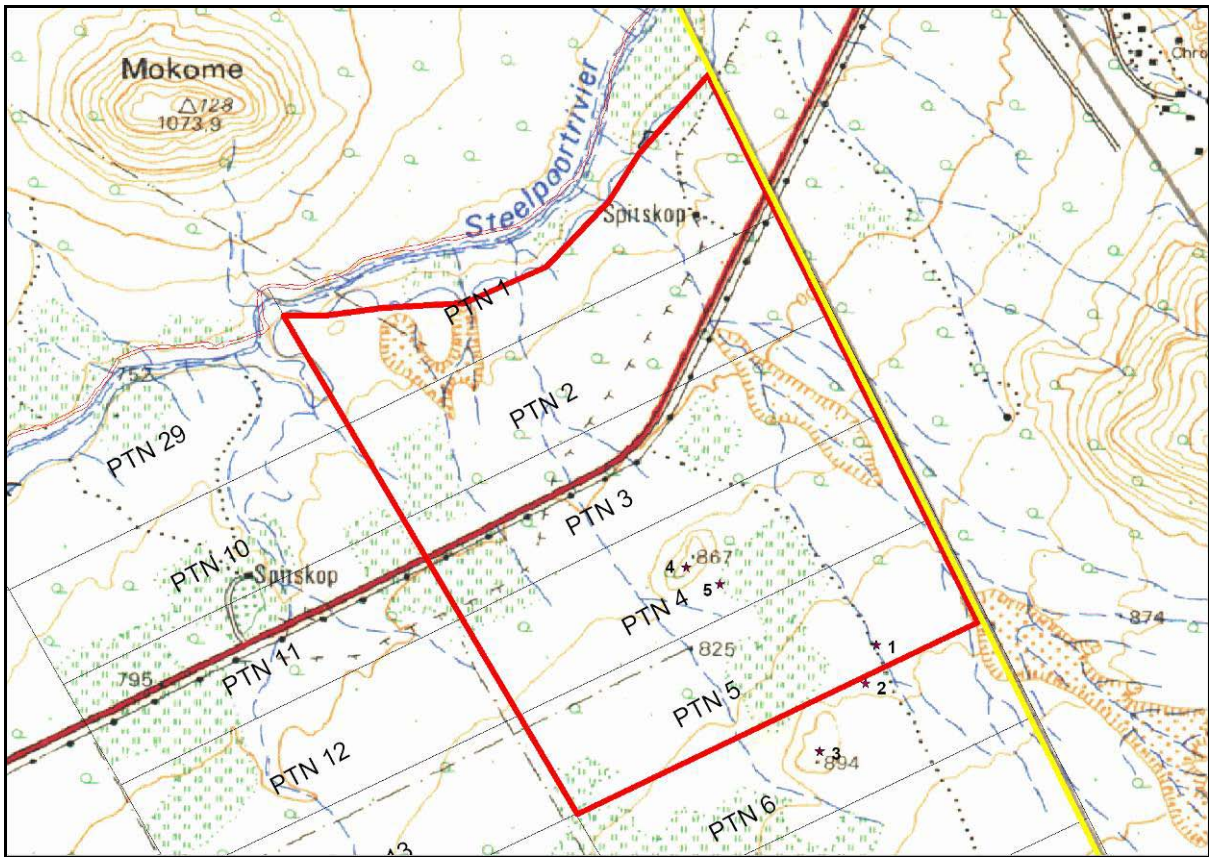 Chro
Mokome
128
1073,9
Steelpoortrivier
Spitskop
PTN 1
752
PTN 2
PTN 29
PTN 3
PTN 10
Spitskop
867
4
5
PTN 4
874
1
825
PTN 11
795
2
PTN 5
3
894
PTN 12
PTN 6
13